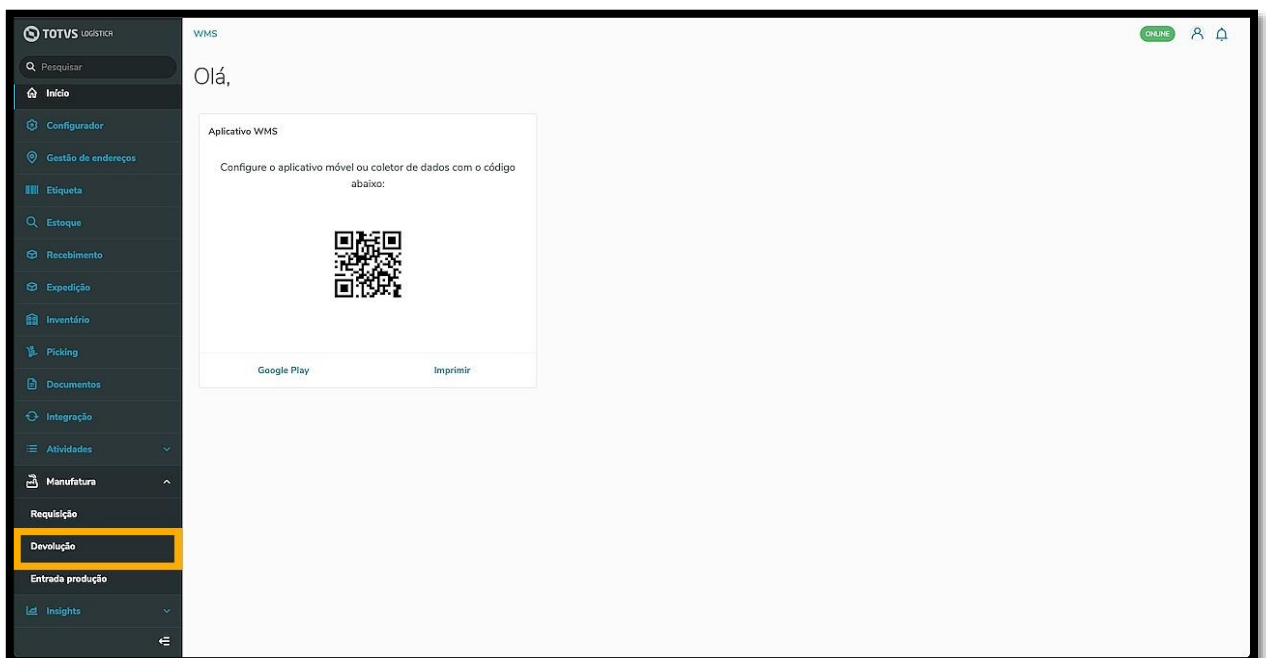 TOTVS LOGÍSTICA
Pesquisar
Início
Configurador
Gestão de endereços
Etiqueta
Estoque
Recebimento
Expedição
Inventário
Picking
Documentos
Integração
Atividades
Manufatura
Requisição
Devolução
Entrada produção
Insights
WMS
ONLINE
Olá,
Aplicativo WMS
Configure o aplicativo móvel ou coletor de dados com o código
abaixo:
Google Play
Imprimir